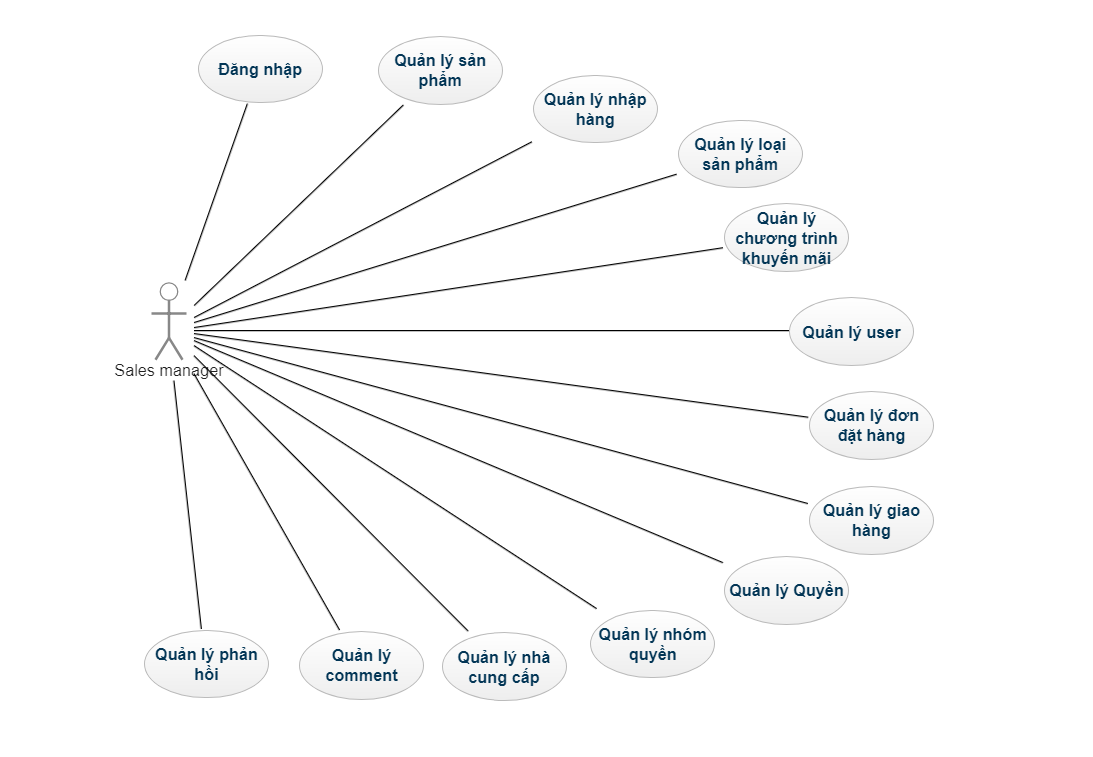 Đăng nhập
Quản lý sản
phẩm
Quản lý nhập
hàng
Quản lý loại
sản phẩm
Quản lý
chương trình
khuyến mãi
Quản lý user
Sales manager
Quản lý đơn
đặt hàng
Quản lý giao
hàng
Quản lý Quyền
Quản lý nhóm
quyền
Quản lý nhà
cung cấp
Quản lý
comment
Quản lý phản
hồi